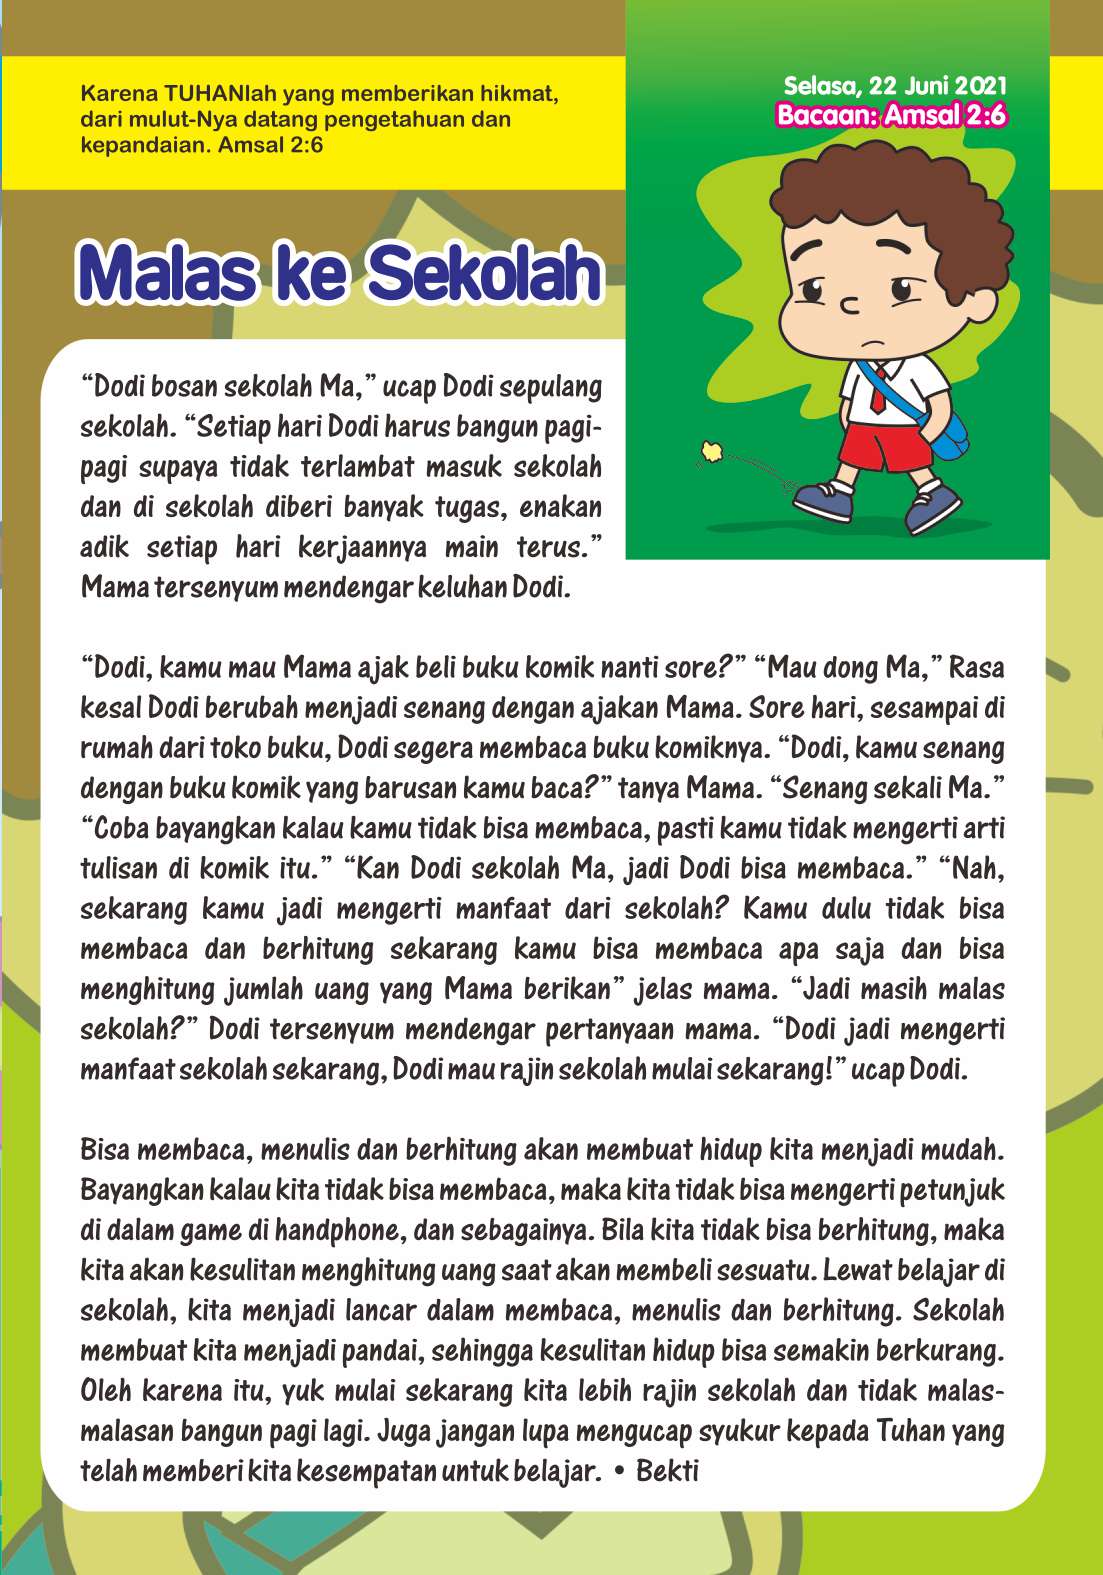 Karena TUHANlah yang memberikan hikmat,
dari mulut-Nya datang pengetahuan dan
kepandaian. Amsal 2:6
Selasa, 22 Juni 2021
Bacaan: Amsal 2:6
Malas ke Sekolah
“Dodi bosan sekolah Ma,” ucap Dodi sepulang
sekolah. “Setiap hari Dodi harus bangun pagi-
pagi supaya tidak terlambat masuk sekolah
dan di sekolah diberi banyak tugas, enakan
adik setiap hari kerjaannya main terus.”
Mama tersenyum mendengar keluhan Dodi.
“Dodi, kamu mau Mama ajak beli buku komik nanti sore?” “Mau dong Ma,” Rasa
kesal Dodi berubah menjadi senang dengan ajakan Mama. Sore hari, sesampai di
rumah dari toko buku, Dodi segera membaca buku komiknya. “Dodi, kamu senang
dengan buku komik yang barusan kamu baca?” tanya Mama. “Senang sekali Ma.”
“Coba bayangkan kalau kamu tidak bisa membaca, pasti kamu tidak mengerti arti
tulisan di komik itu.” “Kan Dodi sekolah Ma, jadi Dodi bisa membaca.” “Nah,
sekarang kamu jadi mengerti manfaat dari sekolah? Kamu dulu tidak bisa
membaca dan berhitung sekarang kamu bisa membaca apa saja dan bisa
menghitung jumlah uang yang Mama berikan” jelas mama. “Jadi masih malas
sekolah?” Dodi tersenyum mendengar pertanyaan mama. “Dodi jadi mengerti
manfaat sekolah sekarang, Dodi mau rajin sekolah mulai sekarang!” ucap Dodi.
Bisa membaca, menulis dan berhitung akan membuat hidup kita menjadi mudah.
Bayangkan kalau kita tidak bisa membaca, maka kita tidak bisa mengerti petunjuk
di dalam game di handphone, dan sebagainya. Bila kita tidak bisa berhitung, maka
kita akan kesulitan menghitung uang saat akan membeli sesuatu. Lewat belajar di
sekolah, kita menjadi lancar dalam membaca, menulis dan berhitung. Sekolah
membuat kita menjadi pandai, sehingga kesulitan hidup bisa semakin berkurang.
Oleh karena itu, yuk mulai sekarang kita lebih rajin sekolah dan tidak malas-
malasan bangun pagi lagi. Juga jangan lupa mengucap syukur kepada Tuhan yang
telah memberi kita kesempatan untuk belajar. • Bekti